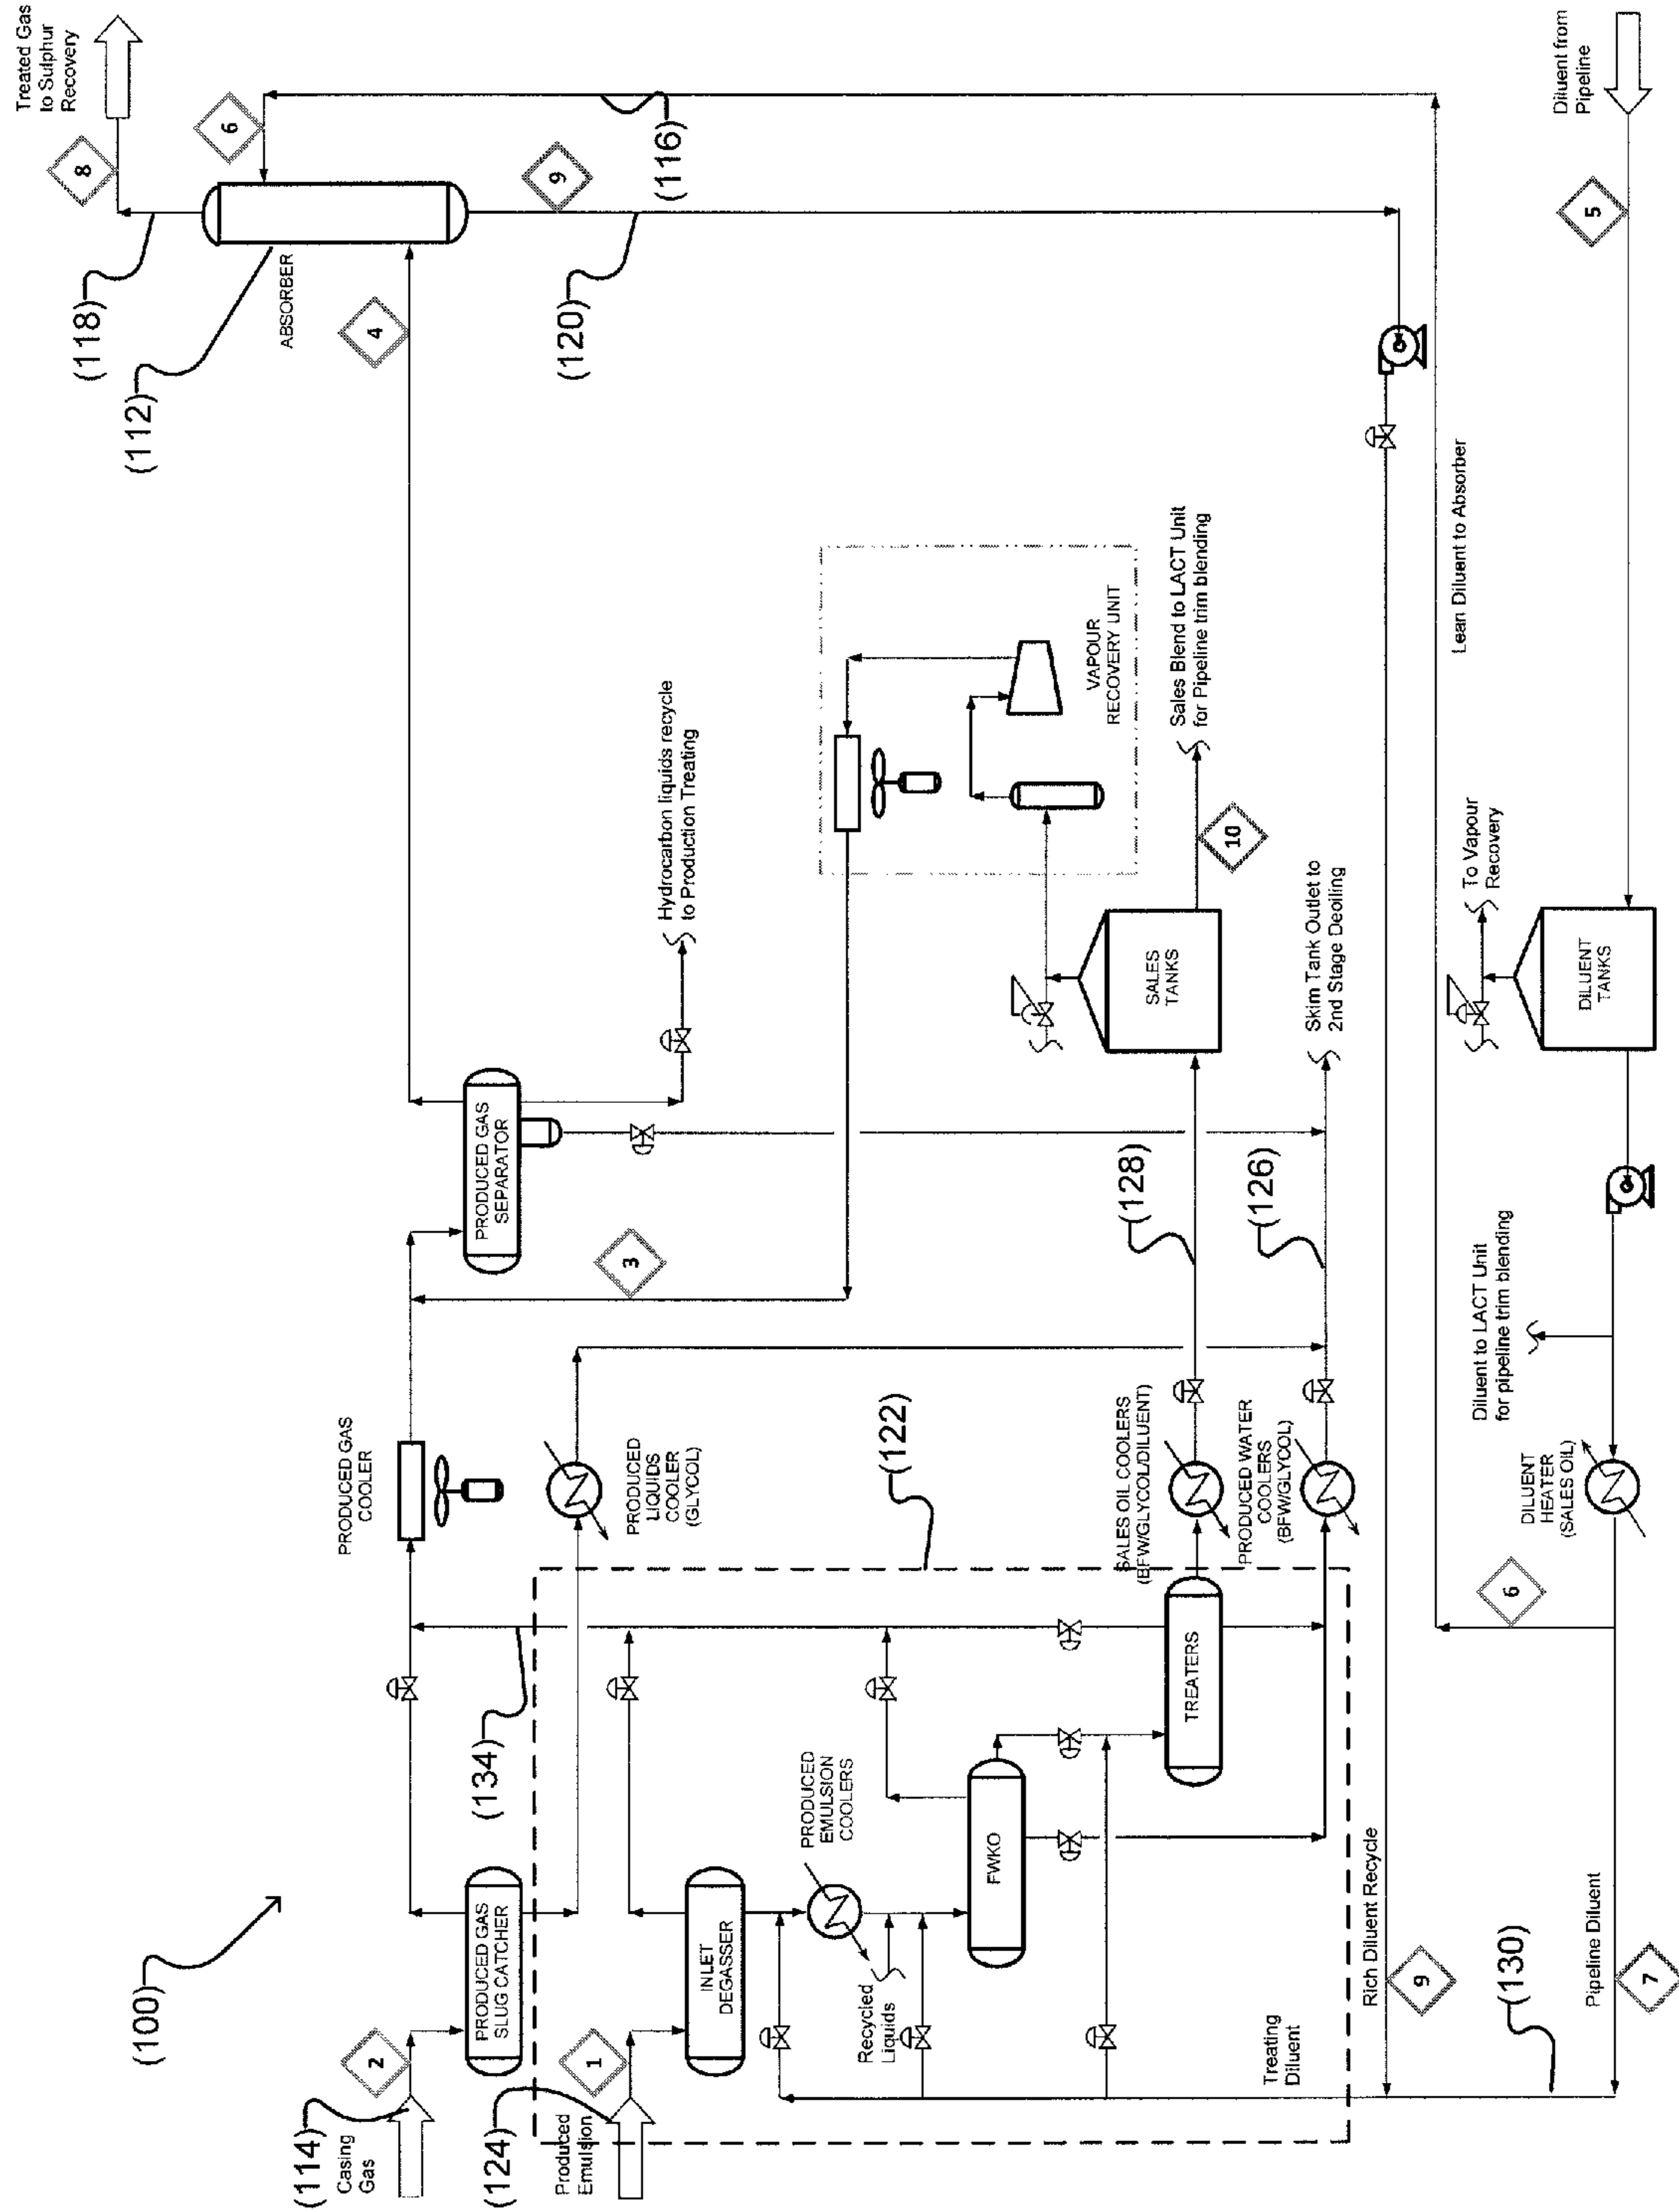 (100)
(114)
Casing
Gas
2
PRODUCED GAS
SLUG CATCHER
(124)
Produced
Emulsion
1
INLET
DEGASSER
(134)
PRODUCED GAS
COOLER
PRODUCED
LIQUIDS
COOLER
(GLYCOL)
3
PRODUCED GAS
SEPARATOR
Hydrocarbon liquids recycle
to Production Treating
4
(112)
ABSORBER
(118)
8
Treated Gas
to Sulphur
Recovery
6
9
(116)
(120)
PRODUCED
EMULSION
COOLERS
Recycled
Liquids
FWKO
TREATERS
Treating
Diluent
(122)
SALES OIL COOLERS
(BFW/GLYCOL/DILUENT)
PRODUCED WATER
COOLERS
(BFW/GLYCOL)
(128)
(126)
SALES
TANKS
VAPOUR
RECOVERY UNIT
10
Sales Blend to LACT Unit
for Pipeline trim blending
Skim Tank Outlet to
2nd Stage Deoiling
Rich Diluent Recycle
9
Lean Diluent to Absorber
Pipeline Diluent
7
(130)
6
DILUENT
HEATER
(SALES OIL)
Diluent to LACT Unit
for pipeline trim blending
To Vapour
Recovery
DILUENT
TANKS
5
Diluent from
Pipeline